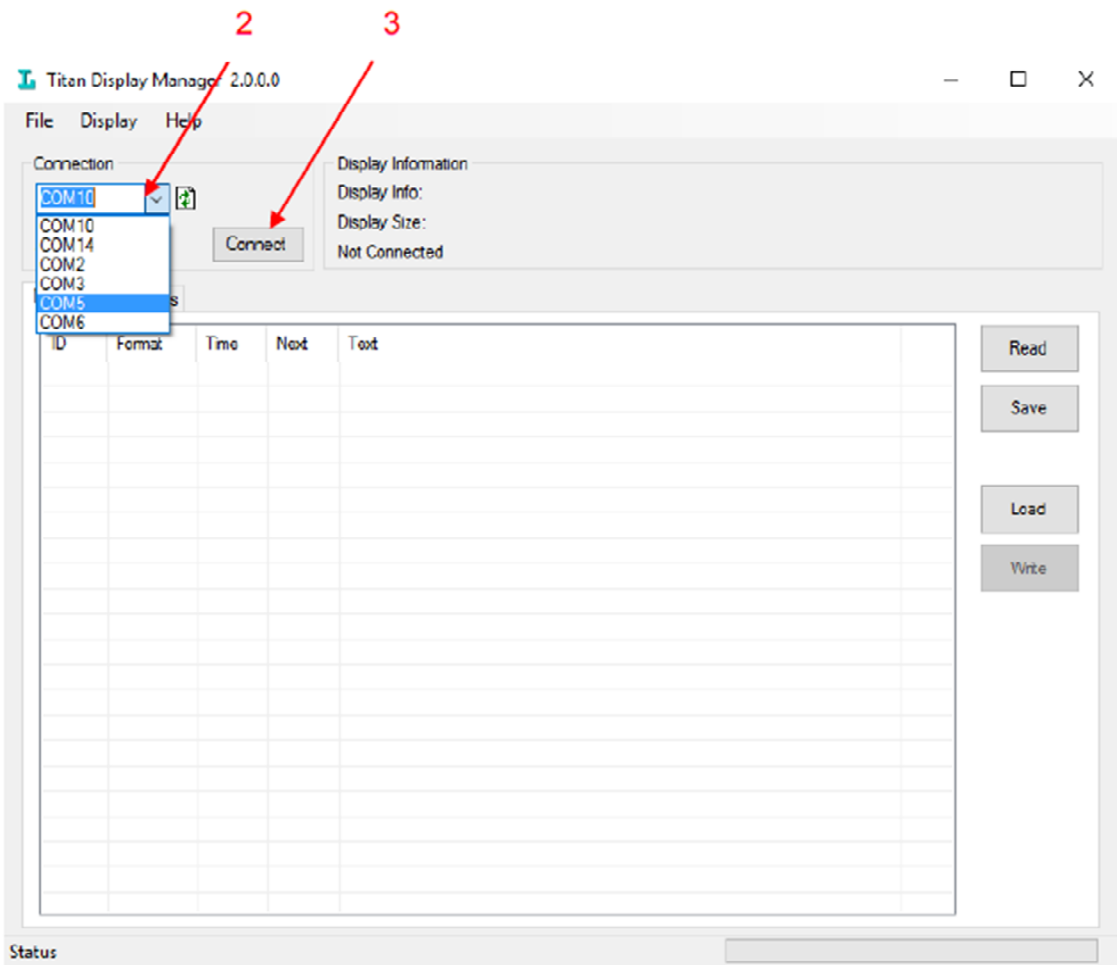 2 3
Titan Display Manager 2.0.0.0
File Display Help
Connection
COM10
COM10
COM14
COM2
COM3
COM5
COM6
Connect
Display Information
Display Info:
Display Size:
Not Connected
ID Format Time Next Text
Read
Save
Load
Write
Status